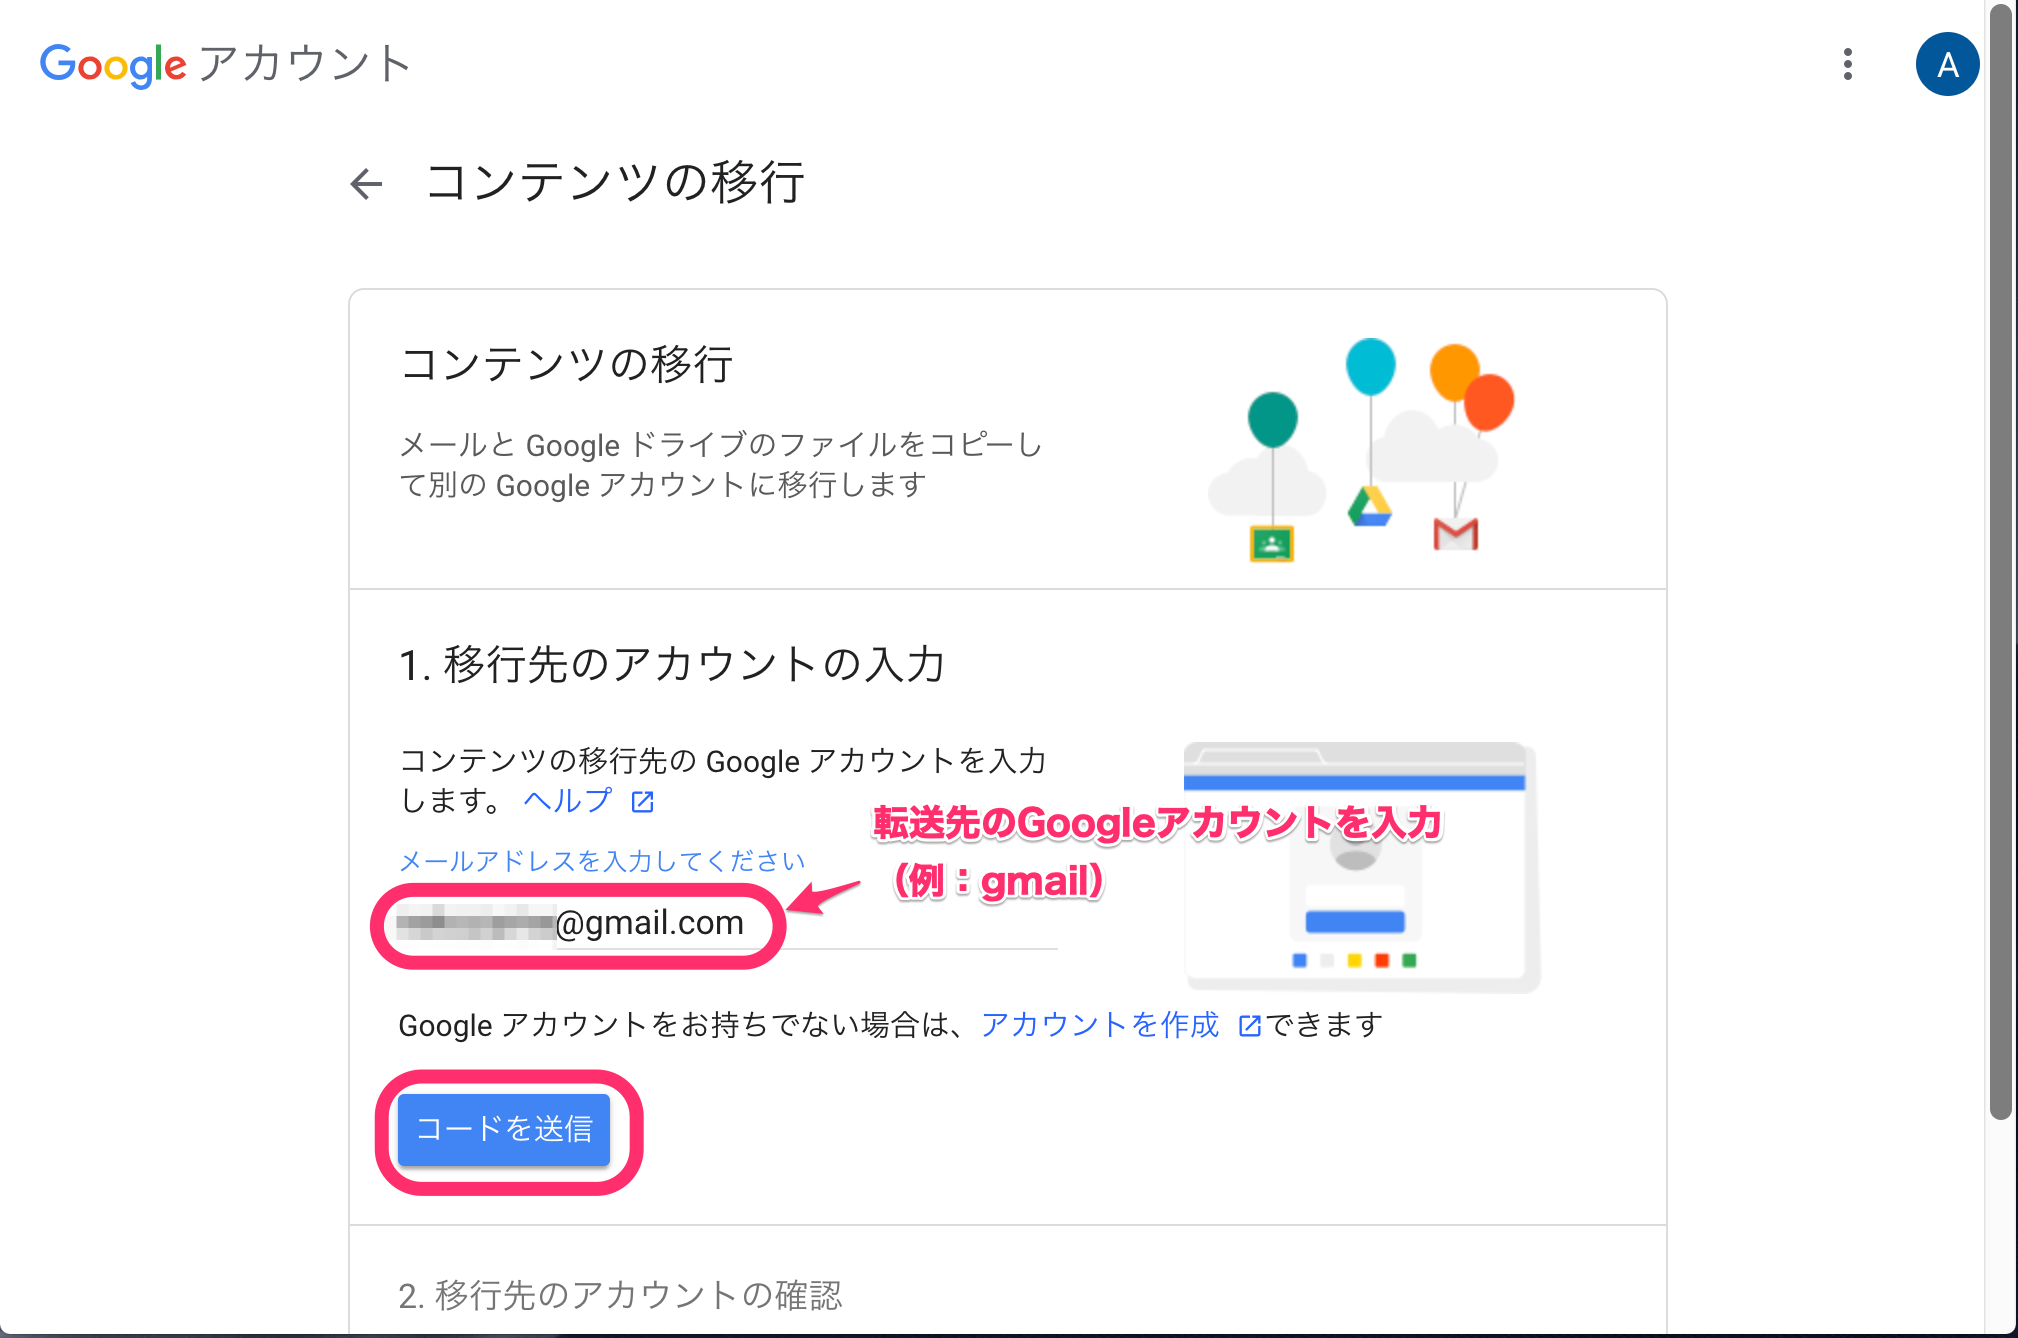 Google アカウント
A
コンテンツの移行
コンテンツの移行
メールと Google ドライブのファイルをコピーし
て別の Google アカウントに移行します
1. 移行先のアカウントの入力
コンテンツの移行先の Google アカウントを入力
します。 ヘルプ
転送先のGoogleアカウントを入力
（例：gmail）
メールアドレスを入力してください
@gmail.com
Google アカウントをお持ちでない場合は、アカウントを作成 できます
コードを送信
2. 移行先のアカウントの確認